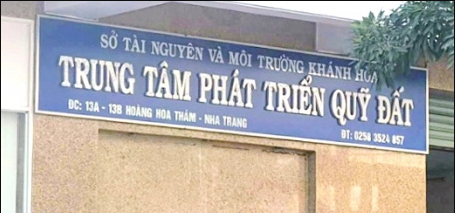 SỞ TÀI NGUYÊN VÀ MÔI TRƯỜNG KHÁNH HÒA
TRUNG TÂM PHÁT TRIỂN QUỸ ĐẤT
ĐC: 13A - 13B HOÀNG HOA THÁM - NHA TRANG
ĐT: 0258 3524 857